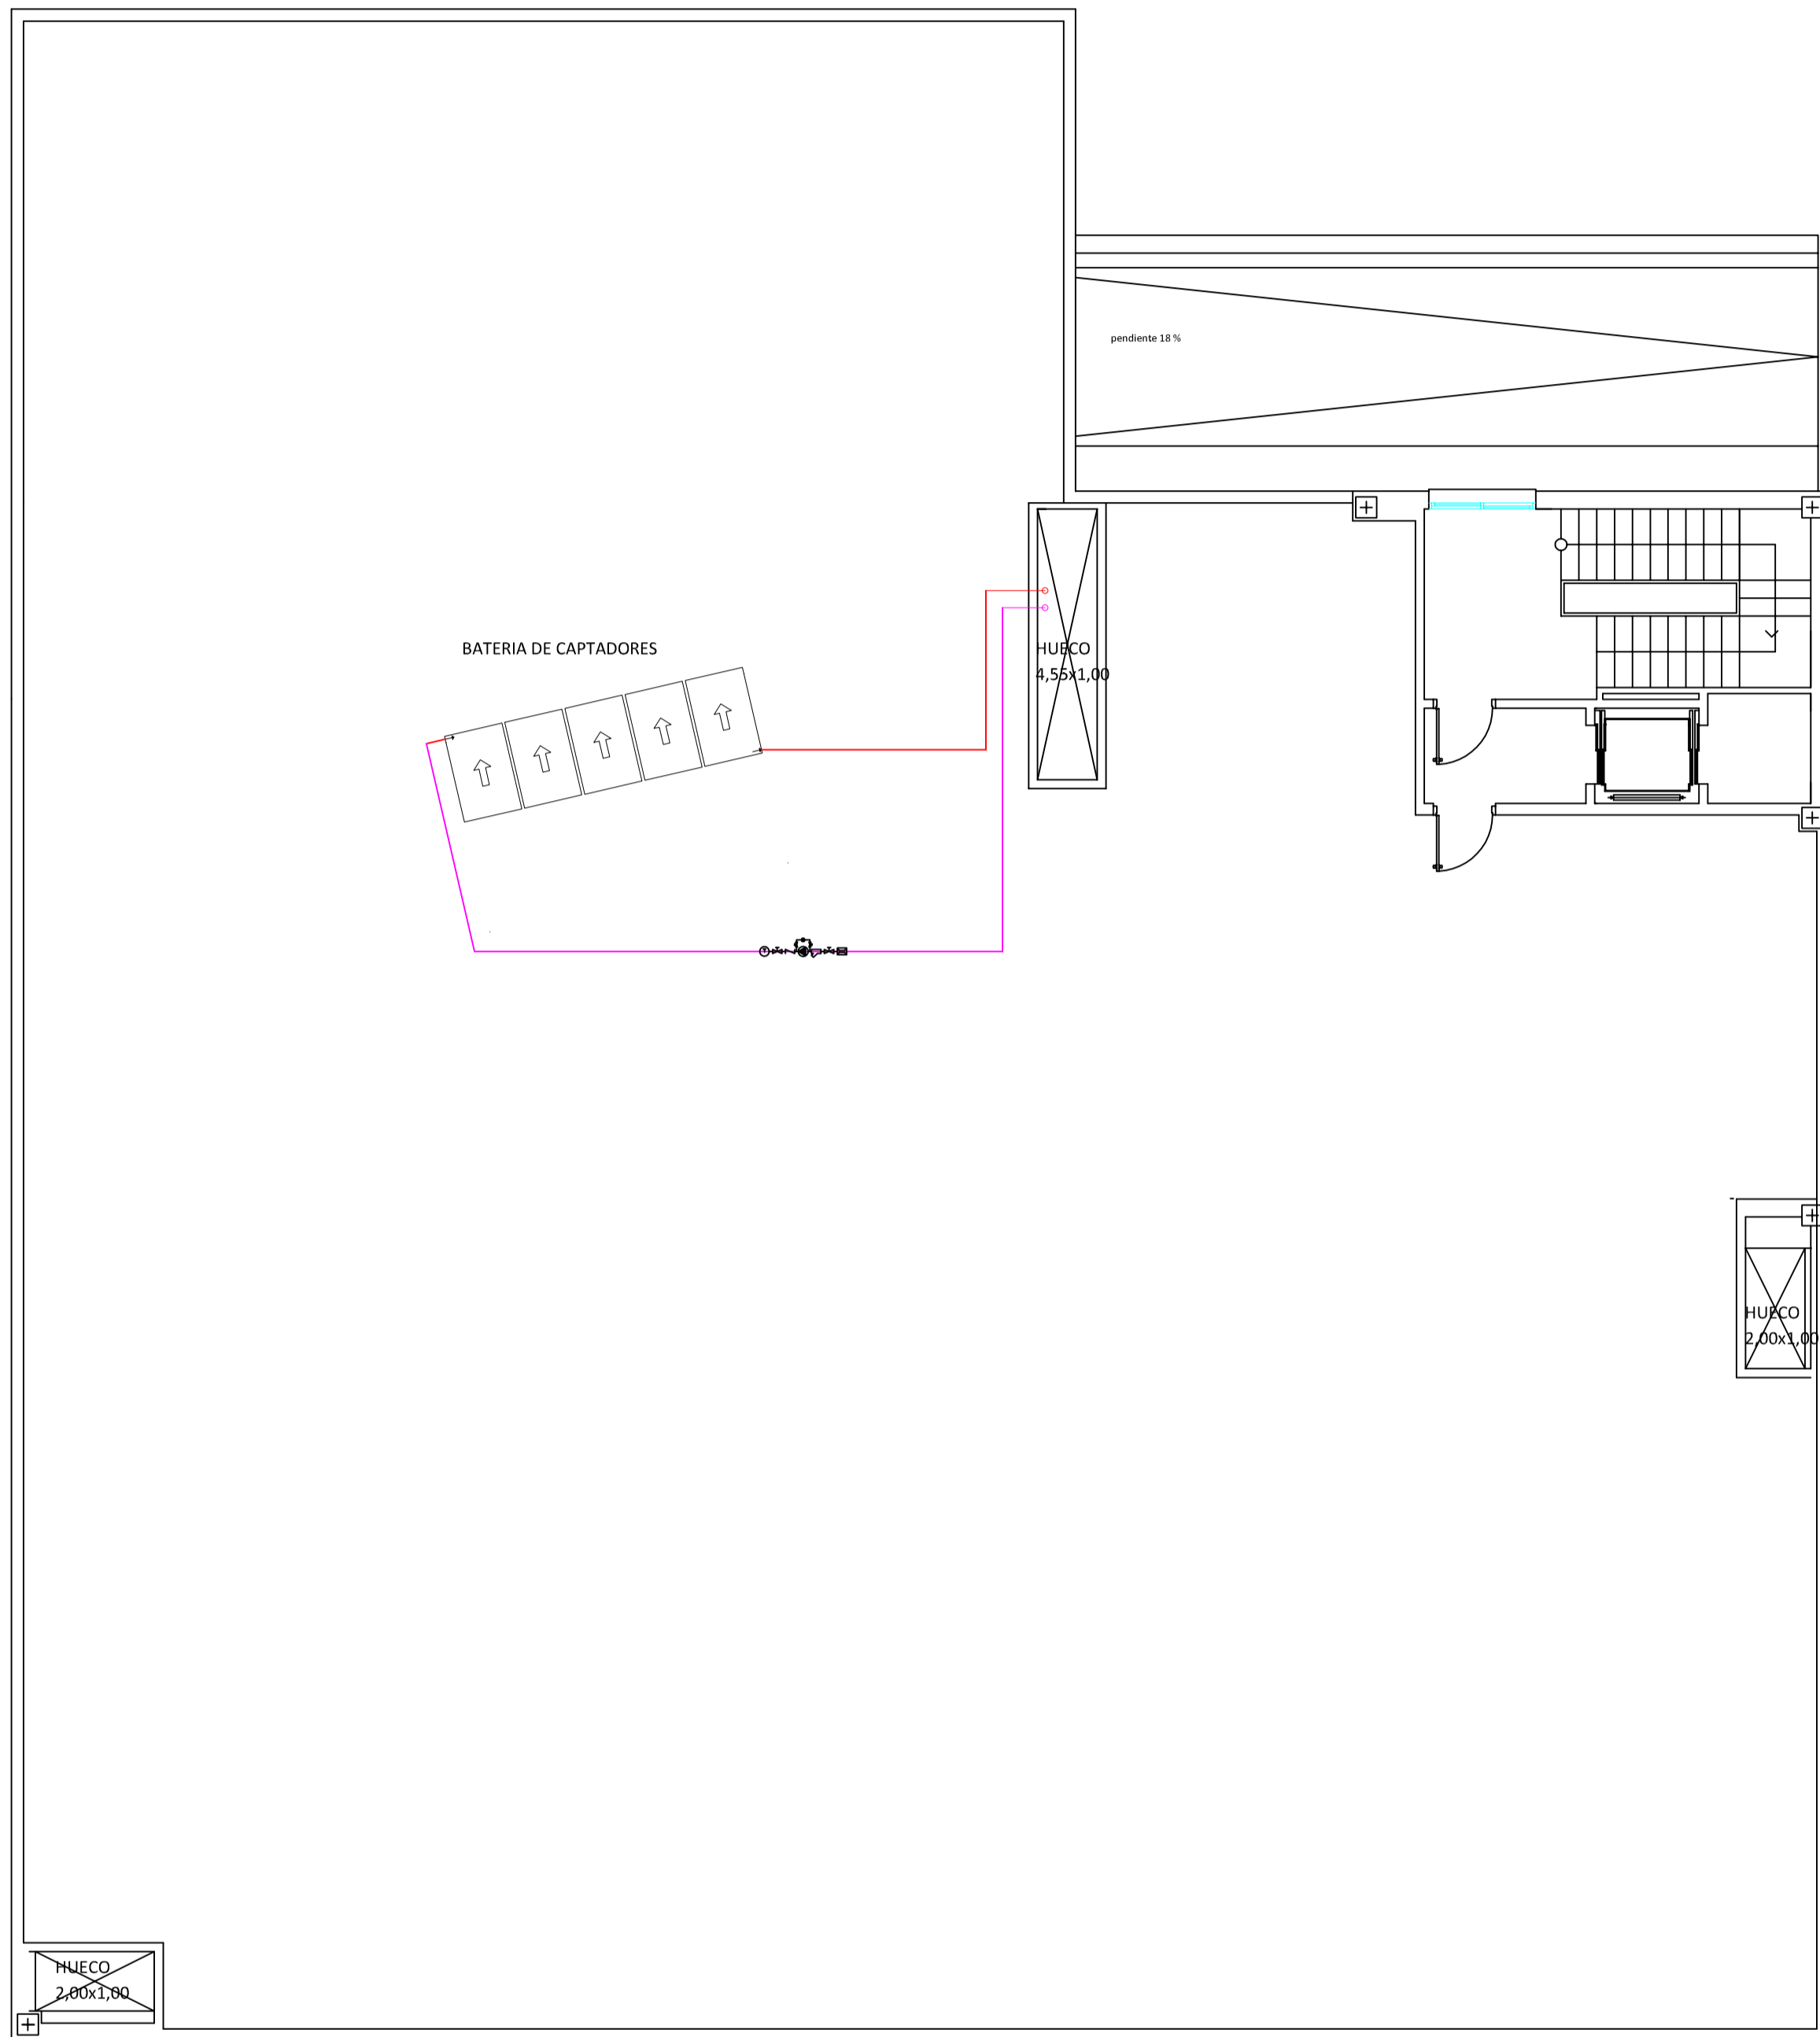 pendiente 18 %
BATERIA DE CAPTADORES
HUECO
4,55x1,00
HUECO
2,00x1,00
HUECO
2,00x1,00